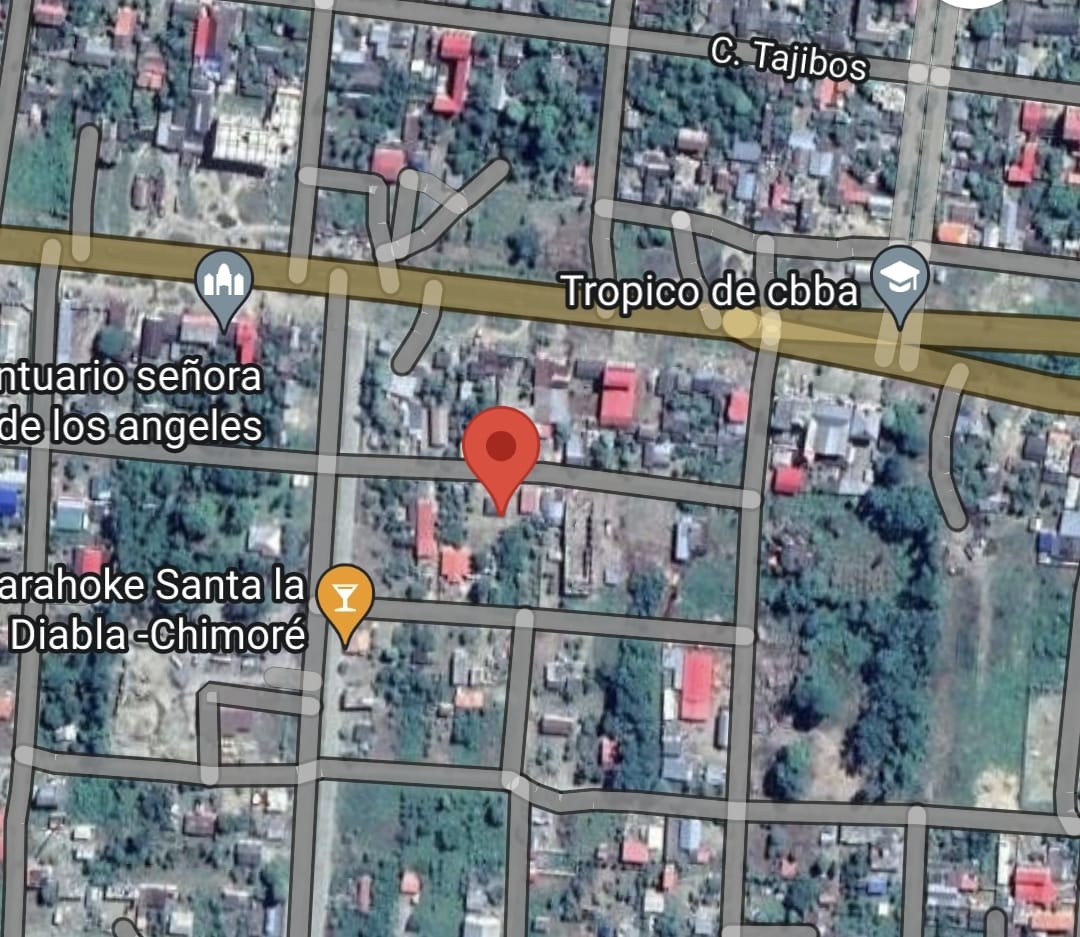 C. Tajibos
Tropico de cbba
ntuario señora
de los angeles
arahoke Santa la
Diabla -Chimoré